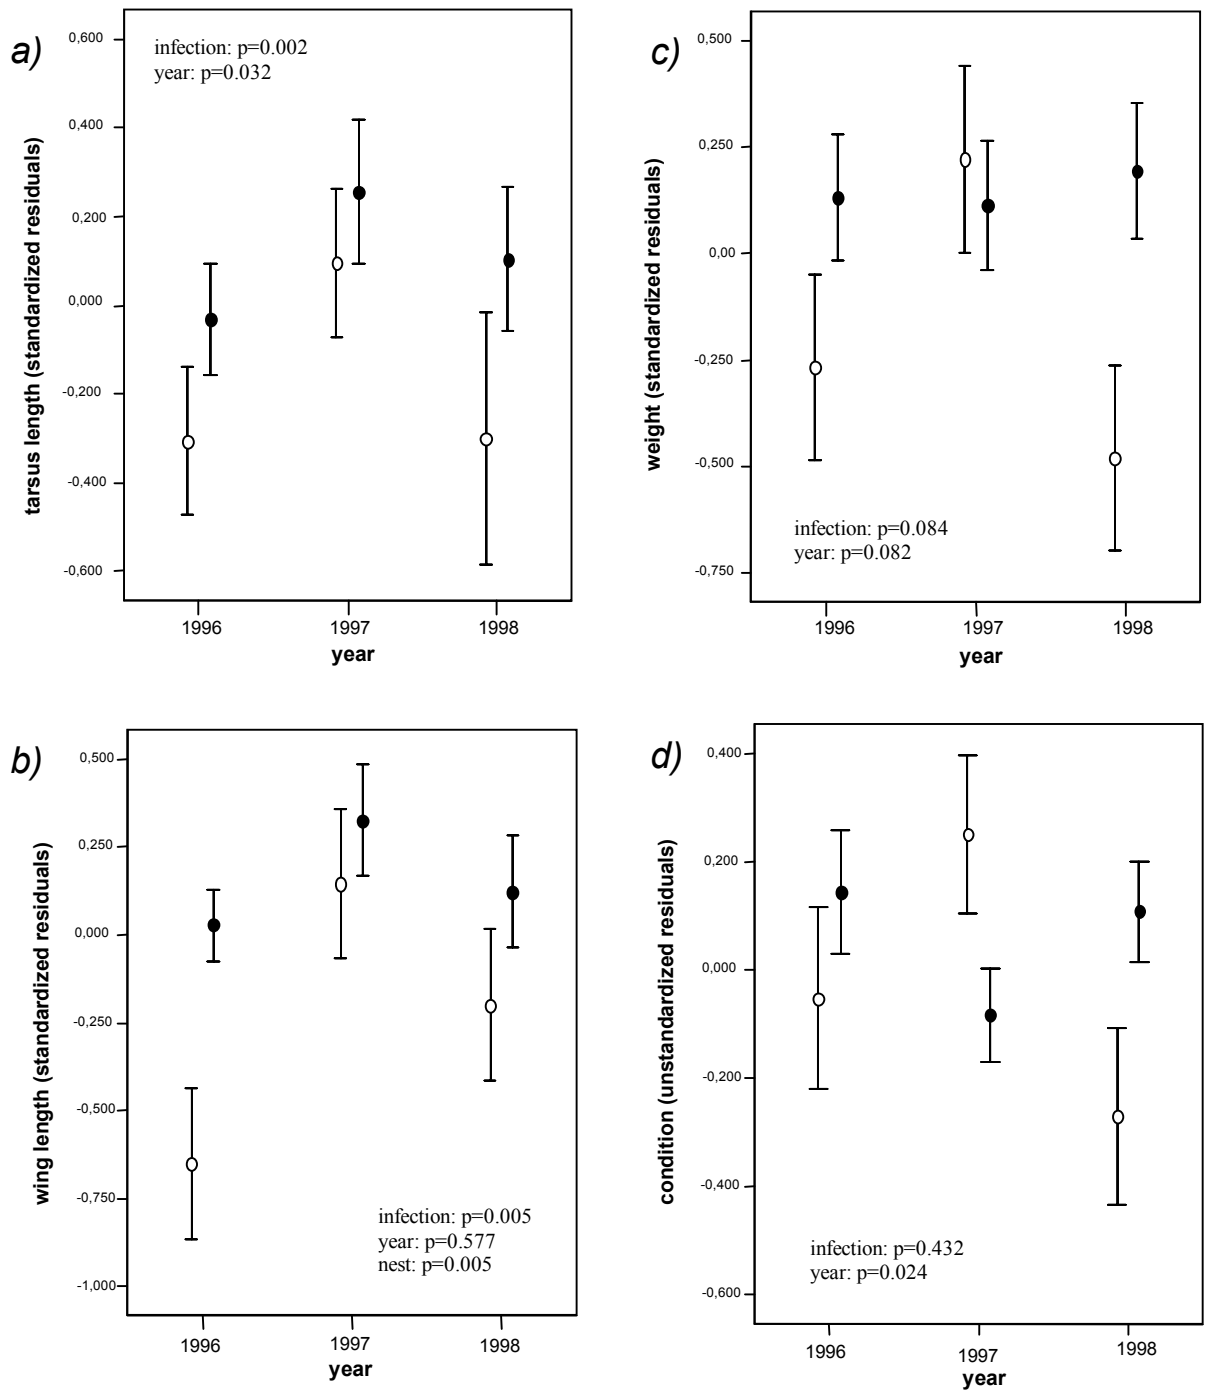 a)
0,600
0,400
0,200
0,000
-0,200
-0,400
-0,600
tarsus length (standardized residuals)
infection: p=0.002
year: p=0.032
1996
1997
1998
year
c)
0,500
0,250
0,00
-0,250
-0,500
-0,750
weight (standardized residuals)
infection: p=0.084
year: p=0.082
1996
1997
1998
year
b)
0,500
0,250
0,000
-0,250
-0,500
-0,750
-1,000
wing length (standardized residuals)
infection: p=0.005
year: p=0.577
nest: p=0.005
1996
1997
1998
year
d)
0,400
0,200
0,000
-0,200
-0,400
-0,600
condition (unstandardized residuals)
infection: p=0.432
year: p=0.024
1996
1997
1998
year